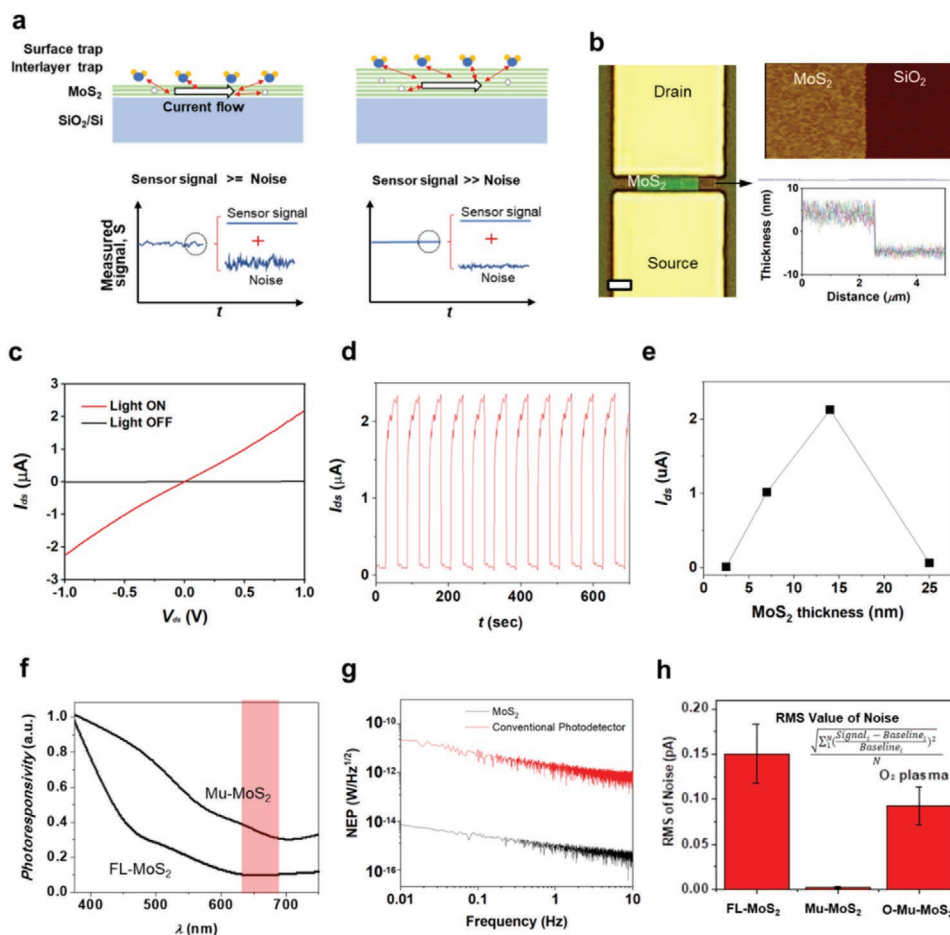 a
Surface trap
Interlayer trap
MoS2
SiO2/Si
Current flow
Sensor signal >= Noise
Sensor signal >> Noise
Measured
signal, S
Sensor signal
+
Noise
t
Sensor signal
+
Noise
t
b
Drain
MoS2
Source
MoS2
SiO2
Thickness
(nm)
10
0
-10
0
2
4
Distance (μm)
c
Light ON
Light OFF
Ids (μA)
3
2
1
0
-1
-2
-3
-1.0
-0.5
0.0
0.5
1.0
Vds (V)
d
Ids (μA)
2
1
0
0
200
400
600
t (sec)
e
Ids (uA)
2
1
0
0
5
10
15
20
25
MoS2 thickness (nm)
f
Photoresponsivity (a.u.)
1.0
0.8
0.6
0.4
0.2
0.0
Mu-MoS2
FL-MoS2
400
500
600
700
λ (nm)
g
MoS2
Conventional Photodetector
NEP (W/Hz1/2)
10-10
10-12
10-14
10-16
0.01
0.1
1
10
Frequency (Hz)
h
RMS Value of Noise
√∑1N(Signali − Baselinei / Baselinei)2
N
O2 plasma
RMS of Noise (pA)
0.20
0.15
0.10
0.05
0.00
FL-MoS2
Mu-MoS2
O-Mu-MoS2